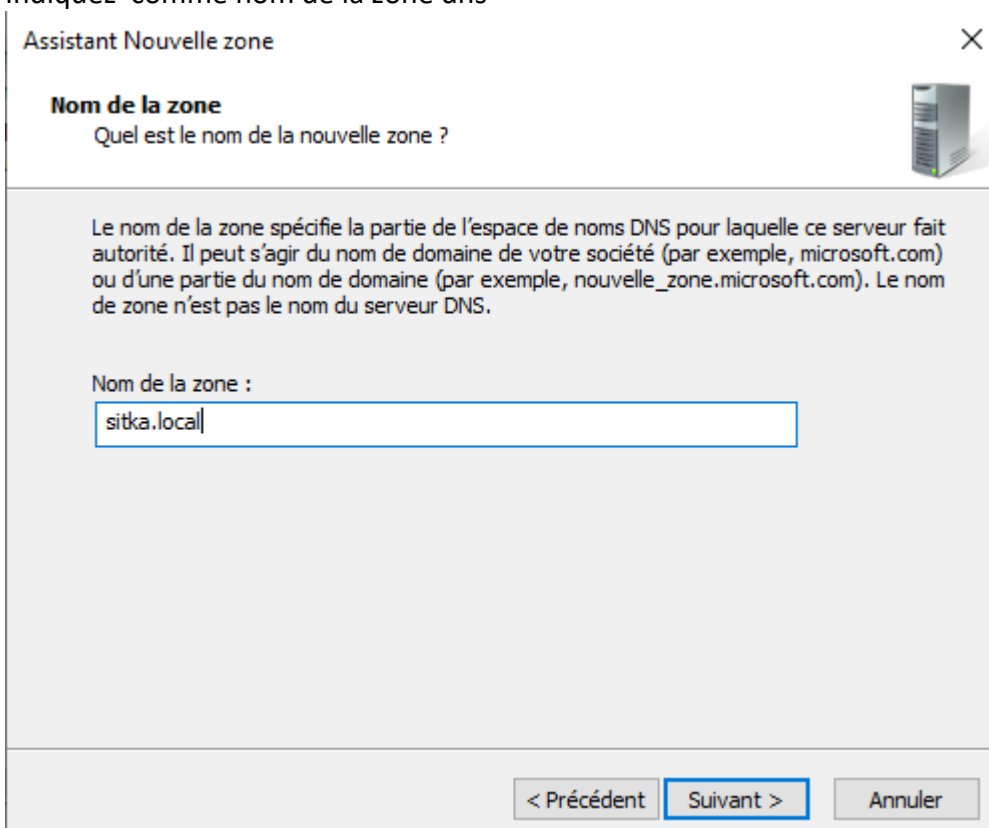 Indiquez comme nom de la zone dns
Assistant Nouvelle zone
Nom de la zone
Quel est le nom de la nouvelle zone ?
Le nom de la zone spécifie la partie de l'espace de noms DNS pour laquelle ce serveur fait
autorité. Il peut s'agir du nom de domaine de votre société (par exemple, microsoft.com)
ou d'une partie du nom de domaine (par exemple, nouvelle_zone.microsoft.com). Le nom
de zone n'est pas le nom du serveur DNS.
Nom de la zone :
sitka.local
< Précédent Suivant > Annuler